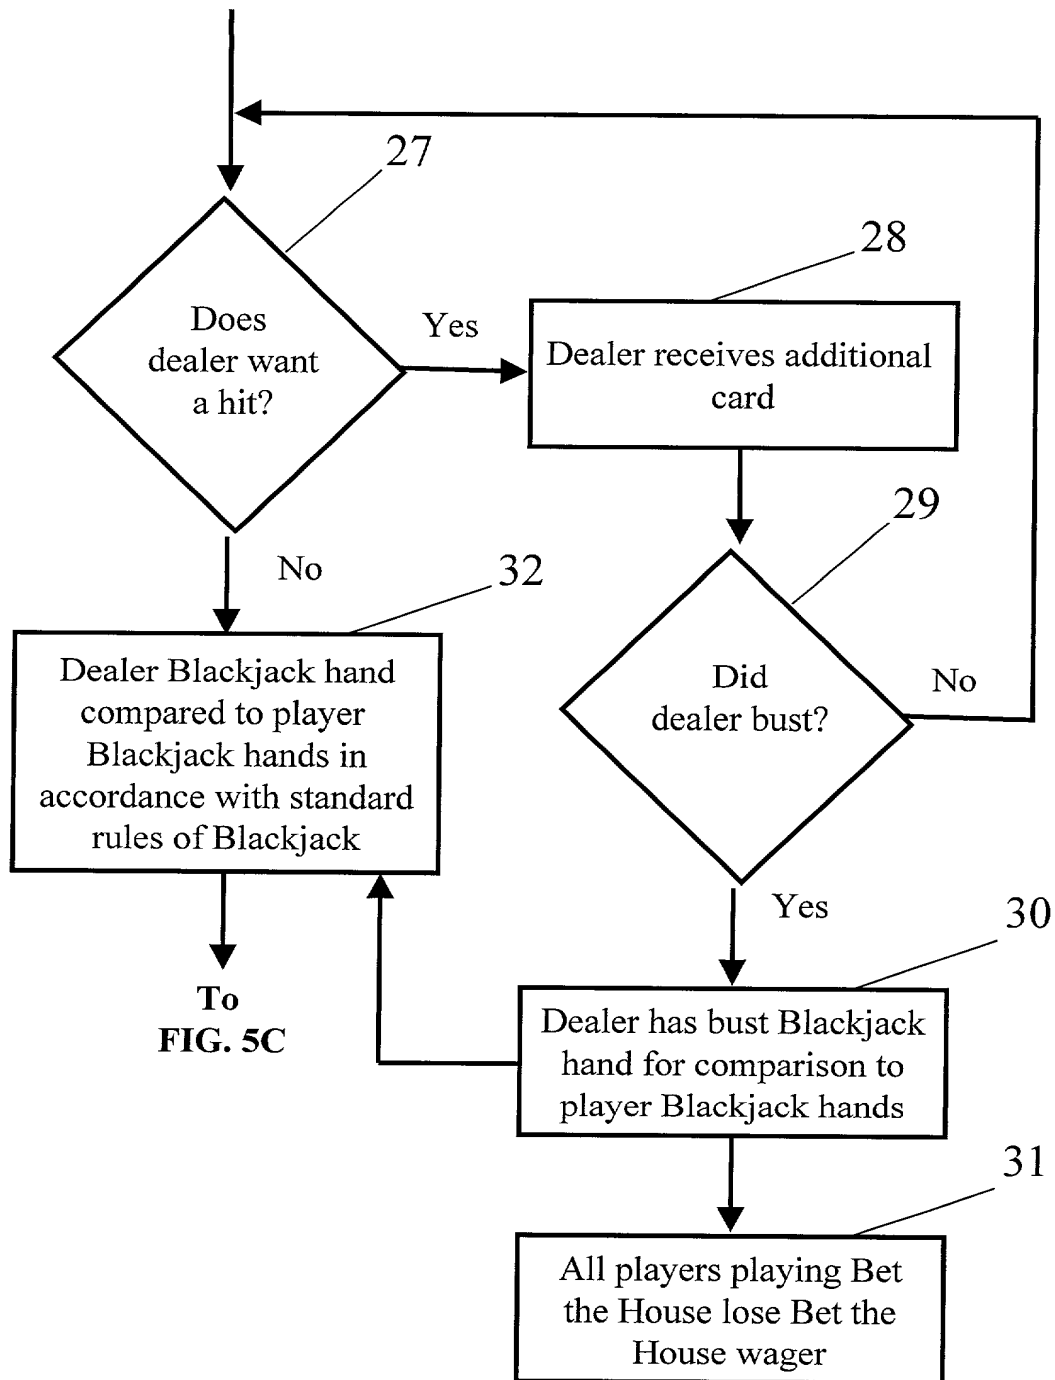 27
Does
dealer want
a hit?
Yes
28
Dealer receives additional
card
29
Did
dealer bust?
No
No
32
Dealer Blackjack hand
compared to player
Blackjack hands in
accordance with standard
rules of Blackjack
To
FIG. 5C
Yes
30
Dealer has bust Blackjack
hand for comparison to
player Blackjack hands
31
All players playing Bet
the House lose Bet the
House wager